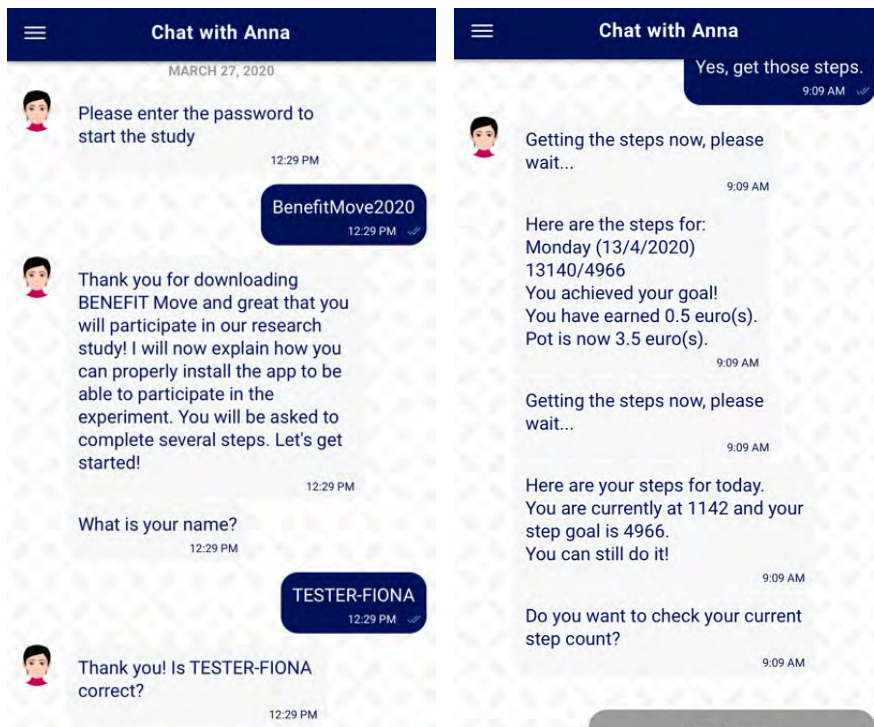 Chat with Anna
MARCH 27, 2020
Please enter the password to
start the study
12:29 PM
BenefitMove2020
12:29 PM
Thank you for downloading
BENEFIT Move and great that you
will participate in our research
study! I will now explain how you
can properly install the app to be
able to participate in the
experiment. You will be asked to
complete several steps. Let's get
started!
12:29 PM
What is your name?
12:29 PM
TESTER-FIONA
12:29 PM
Thank you! Is TESTER-FIONA
correct?
12:29 PM
Chat with Anna
Yes, get those steps.
9:09 AM
Getting the steps now, please
wait...
9:09 AM
Here are the steps for:
Monday (13/4/2020)
13140/4966
You achieved your goal!
You have earned 0.5 euro(s).
Pot is now 3.5 euro(s).
9:09 AM
Getting the steps now, please
wait...
9:09 AM
Here are your steps for today.
You are currently at 1142 and your
step goal is 4966.
You can still do it!
9:09 AM
Do you want to check your current
step count?
9:09 AM